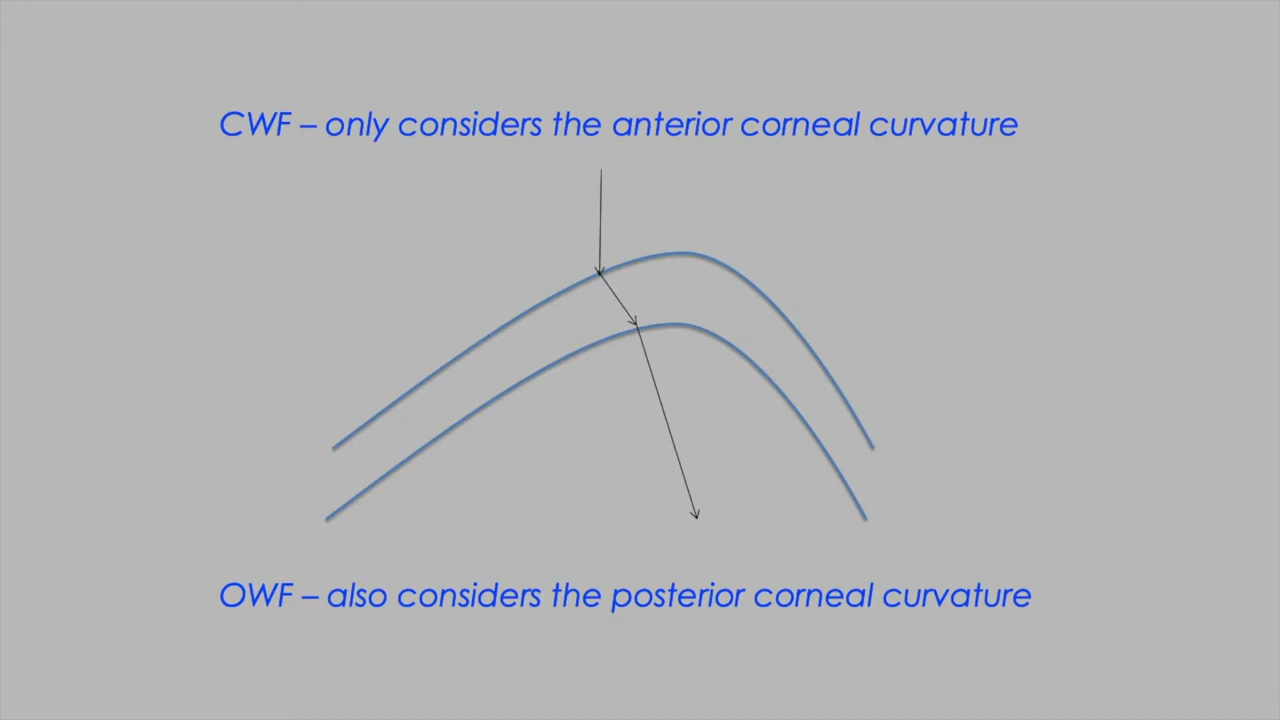 CWF – only considers the anterior corneal curvature
OWF – also considers the posterior corneal curvature